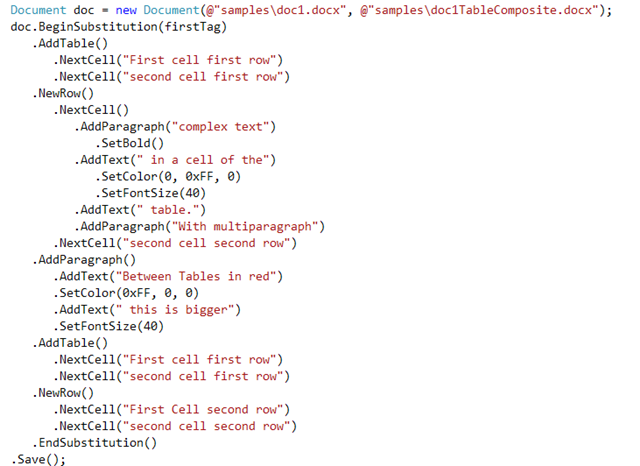 Document doc = new Document(@"samples\doc1.docx", @"samples\doc1TableComposite.docx");
doc.BeginSubstitution(firstTag)
.AddTable()
.NextCell("First cell first row")
.NextCell("second cell first row")
.NewRow()
.NextCell()
.AddParagraph("complex text")
.SetBold()
.AddText(" in a cell of the")
.SetColor(0, 0xFF, 0)
.SetFontSize(40)
.AddText(" table.")
.AddParagraph("With multiparagraph")
.NextCell("second cell second row")
.AddParagraph()
.AddText("Between Tables in red")
.SetColor(0xFF, 0, 0)
.AddText(" this is bigger")
.SetFontSize(40)
.AddTable()
.NextCell("First cell first row")
.NextCell("second cell first row")
.NewRow()
.NextCell("First Cell second row")
.NextCell("second cell second row")
.EndSubstitution()
.Save();